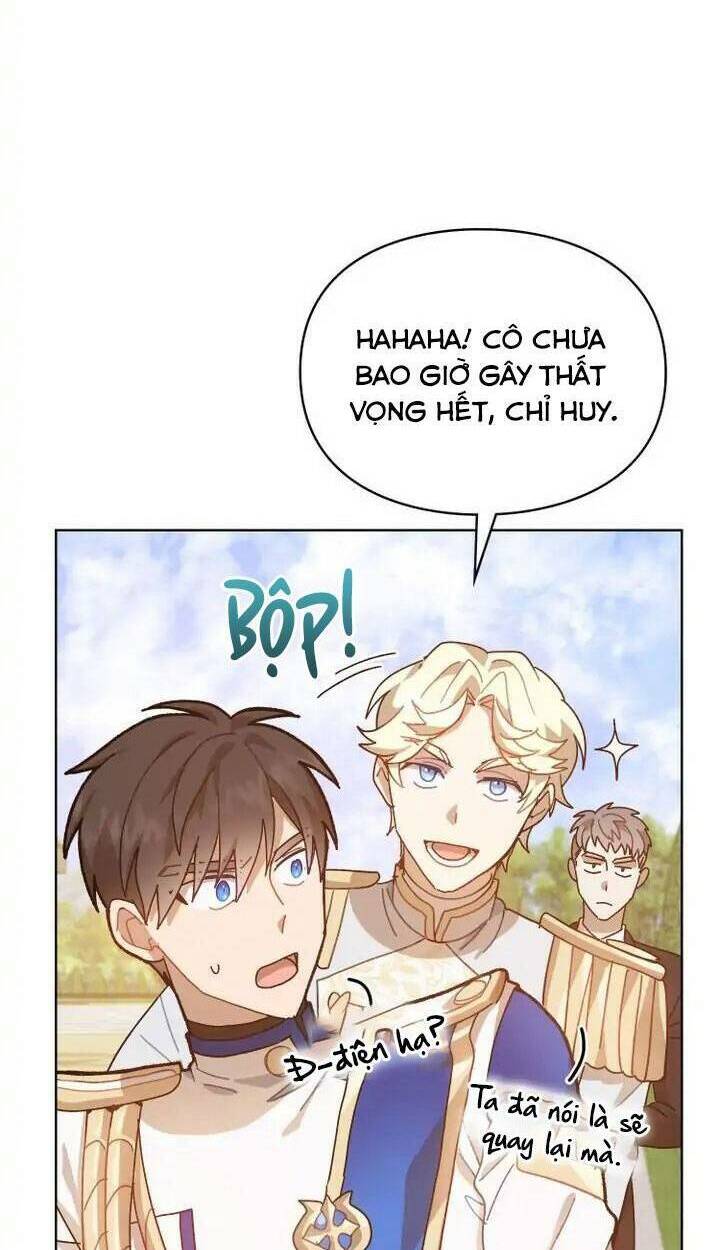 HAHAHA! CÔ CHƯA
BAO GIỜ GÂY THẤT
VỌNG HẾT, CHỈ HUY.
BỘP!
Đ-điện hạ?
Ta đã nói là sẽ
quay lại mà.